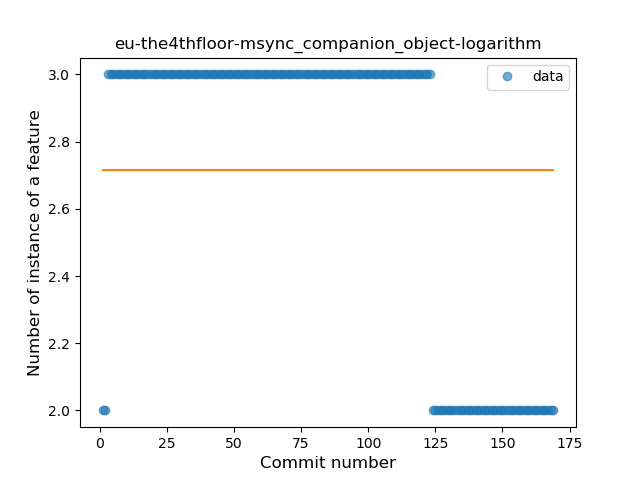 eu-the4thfloor-msync_companion_object-logarithm
data
3.0
2.8
2.6
2.4
2.2
2.0
Number of instance of a feature
0 25 50 75 100 125 150 175
Commit number